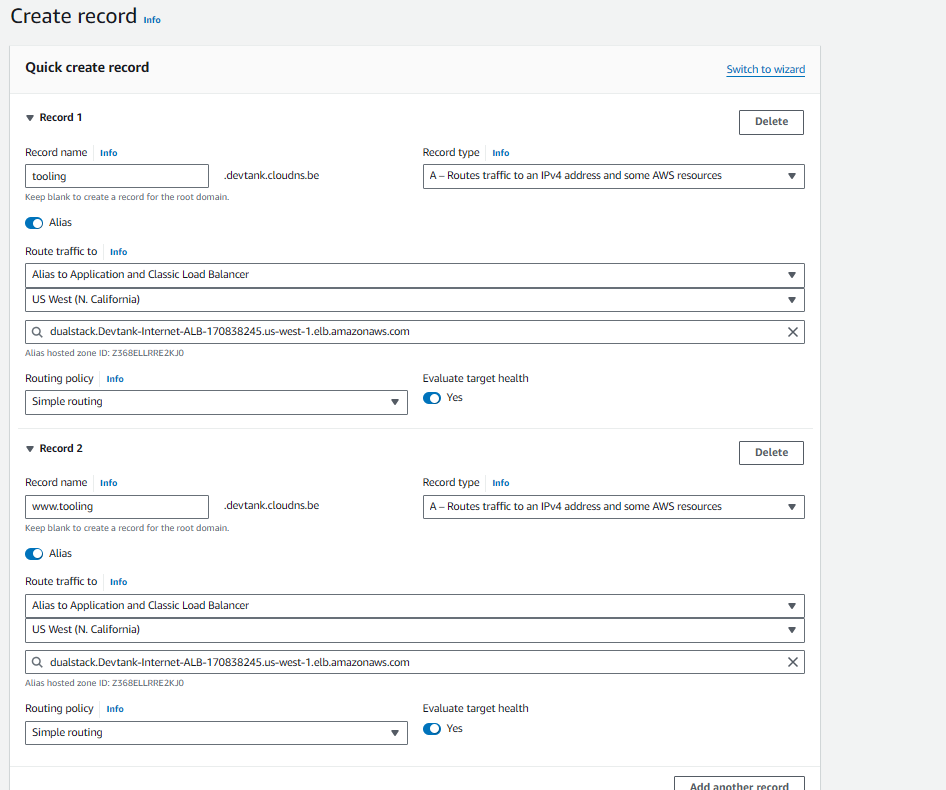 Create record Info
Quick create record
Switch to wizard
Record 1
Delete
Record name Info
Record type Info
tooling
.devtank.cloudns.be
A – Routes traffic to an IPv4 address and some AWS resources
Keep blank to create a record for the root domain.
Alias
Route traffic to Info
Alias to Application and Classic Load Balancer
US West (N. California)
dualstack.Devtank-Internet-ALB-170838245.us-west-1.elb.amazonaws.com
Alias hosted zone ID: Z368ELLRRE2KJ0
Routing policy Info
Evaluate target health
Simple routing
Yes
Record 2
Delete
Record name Info
Record type Info
www.tooling
.devtank.cloudns.be
A – Routes traffic to an IPv4 address and some AWS resources
Keep blank to create a record for the root domain.
Alias
Route traffic to Info
Alias to Application and Classic Load Balancer
US West (N. California)
dualstack.Devtank-Internet-ALB-170838245.us-west-1.elb.amazonaws.com
Alias hosted zone ID: Z368ELLRRE2KJ0
Routing policy Info
Evaluate target health
Simple routing
Yes
Add another record